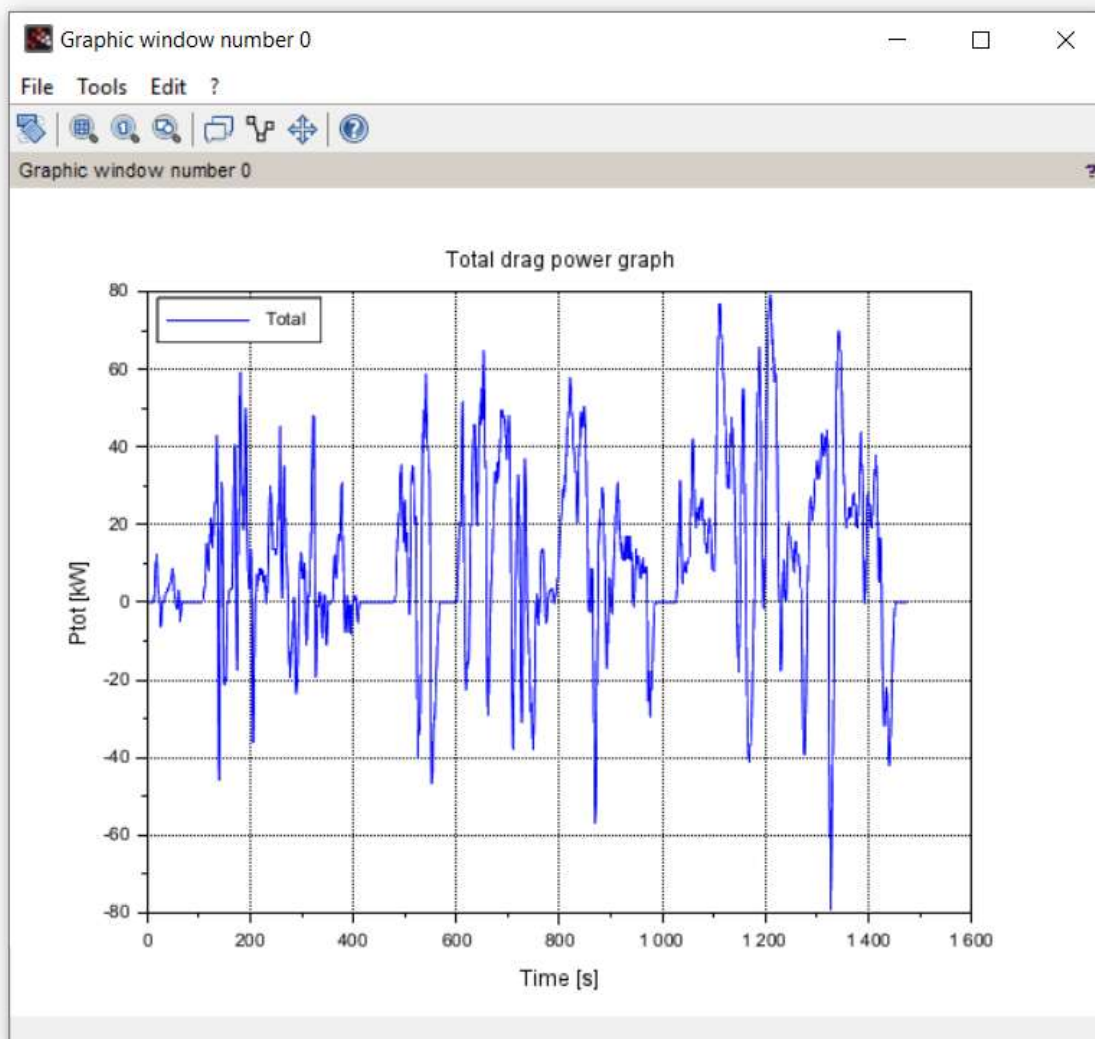 Graphic window number 0
File Tools Edit ?
Graphic window number 0 ?
Total drag power graph
Total
80
60
40
20
0
-20
-40
-60
-80
Ptot [kW]
0 200 400 600 800 1 000 1 200 1 400 1 600
Time [s]